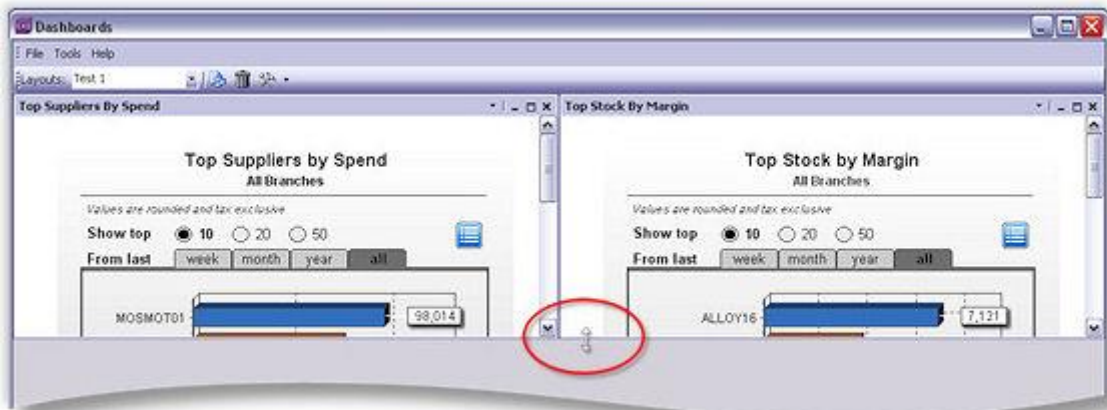 Dashboards
File Tools Help
Layouts: Test 1
Top Suppliers By Spend
Top Suppliers by Spend
All Branches
Values are rounded and tax exclusive
Show top 10 20 50
From last week month year all
MOSMOT01 98,014
Top Stock By Margin
Top Stock by Margin
All Branches
Values are rounded and tax exclusive
Show top 10 20 50
From last week month year all
ALLOY16 7,131